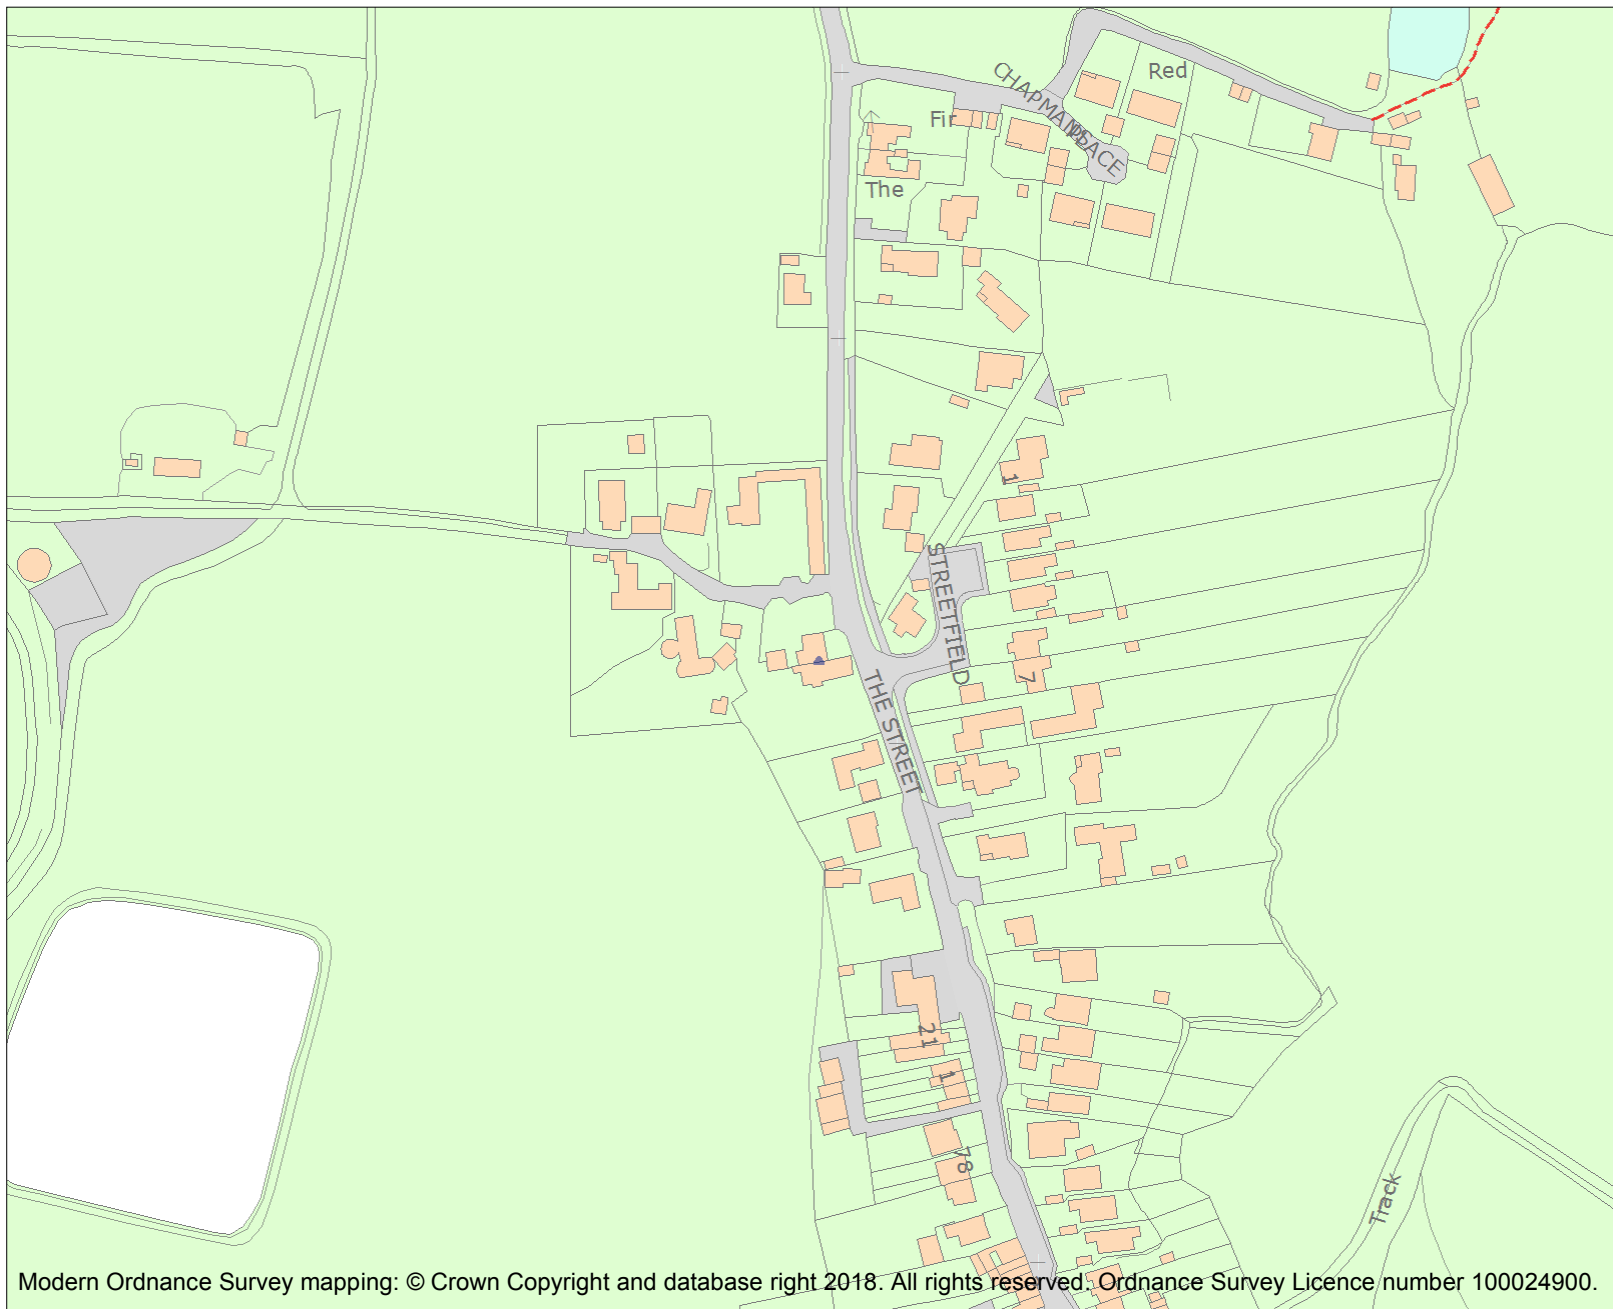 Red
CHAPMANS
PLACE
Fir
The
1
STREETFIELD
7
THE STREET
21
1
78
Track
Modern Ordnance Survey mapping: © Crown Copyright and database right 2018. All rights reserved. Ordnance Survey Licence number 100024900.